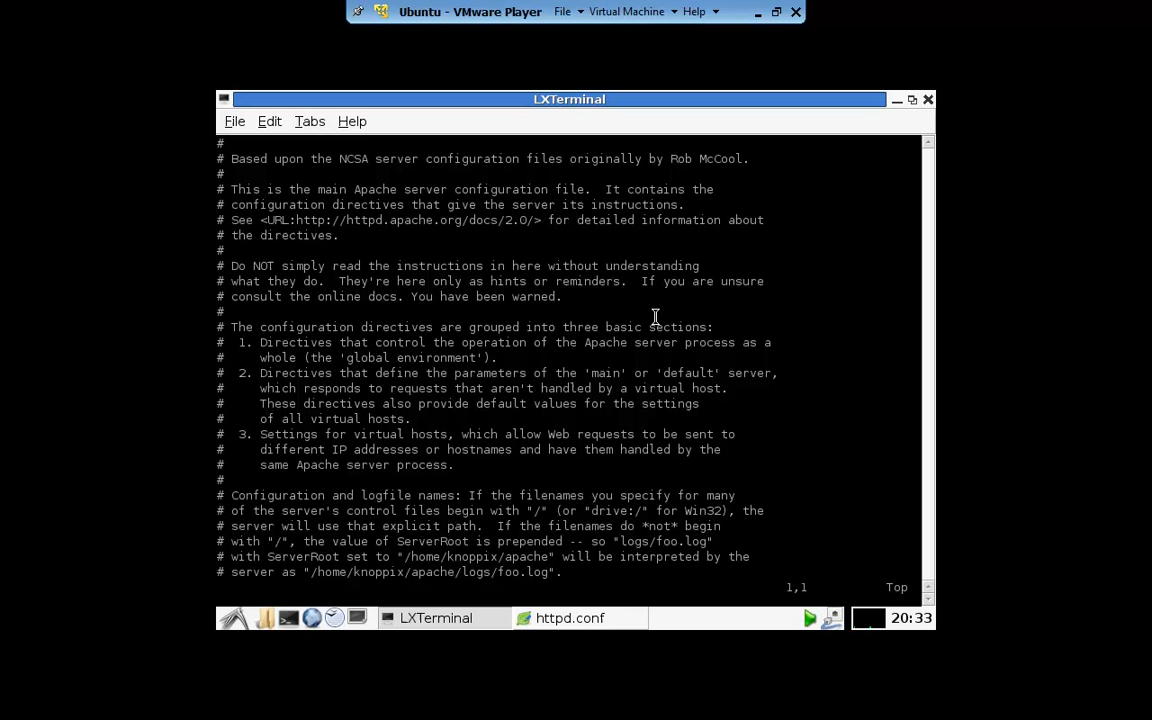 Ubuntu - VMware Player File Virtual Machine Help
LXTerminal
File Edit Tabs Help
#
# Based upon the NCSA server configuration files originally by Rob McCool.
#
# This is the main Apache server configuration file.  It contains the
# configuration directives that give the server its instructions.
# See <URL:http://httpd.apache.org/docs/2.0/> for detailed information about
# the directives.
#
# Do NOT simply read the instructions in here without understanding
# what they do.  They're here only as hints or reminders.  If you are unsure
# consult the online docs. You have been warned.
#
# The configuration directives are grouped into three basic sections:
#  1. Directives that control the operation of the Apache server process as a
#     whole (the 'global environment').
#  2. Directives that define the parameters of the 'main' or 'default' server,
#     which responds to requests that aren't handled by a virtual host.
#     These directives also provide default values for the settings
#     of all virtual hosts.
#  3. Settings for virtual hosts, which allow Web requests to be sent to
#     different IP addresses or hostnames and have them handled by the
#     same Apache server process.
#
# Configuration and logfile names: If the filenames you specify for many
# of the server's control files begin with "/" (or "drive:/" for Win32), the
# server will use that explicit path.  If the filenames do *not* begin
# with "/", the value of ServerRoot is prepended -- so "logs/foo.log"
# with ServerRoot set to "/home/knoppix/apache" will be interpreted by the
# server as "/home/knoppix/apache/logs/foo.log".
1,1 Top
LXTerminal httpd.conf 20:33